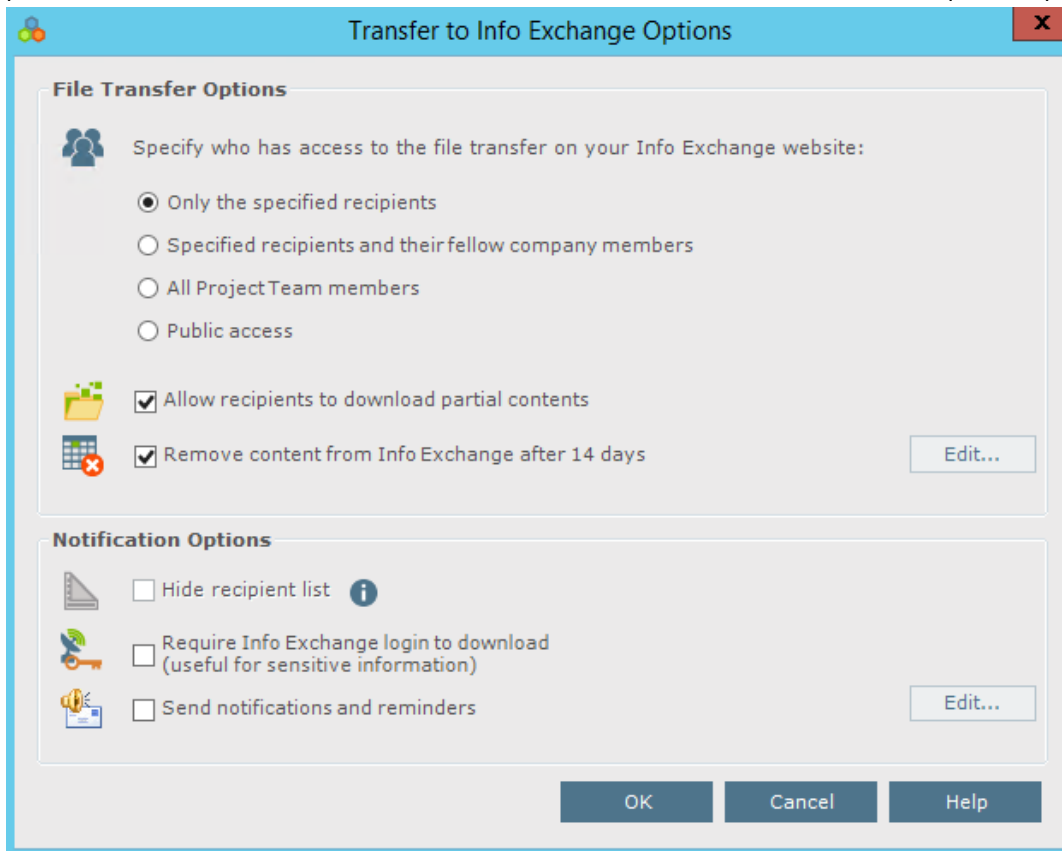 Transfer to Info Exchange Options
x
File Transfer Options
Specify who has access to the file transfer on your Info Exchange website:
Only the specified recipients
Specified recipients and their fellow company members
All Project Team members
Public access
Allow recipients to download partial contents
Remove content from Info Exchange after 14 days
Edit...
Notification Options
Hide recipient list
i
Require Info Exchange login to download
(useful for sensitive information)
Send notifications and reminders
Edit...
OK
Cancel
Help